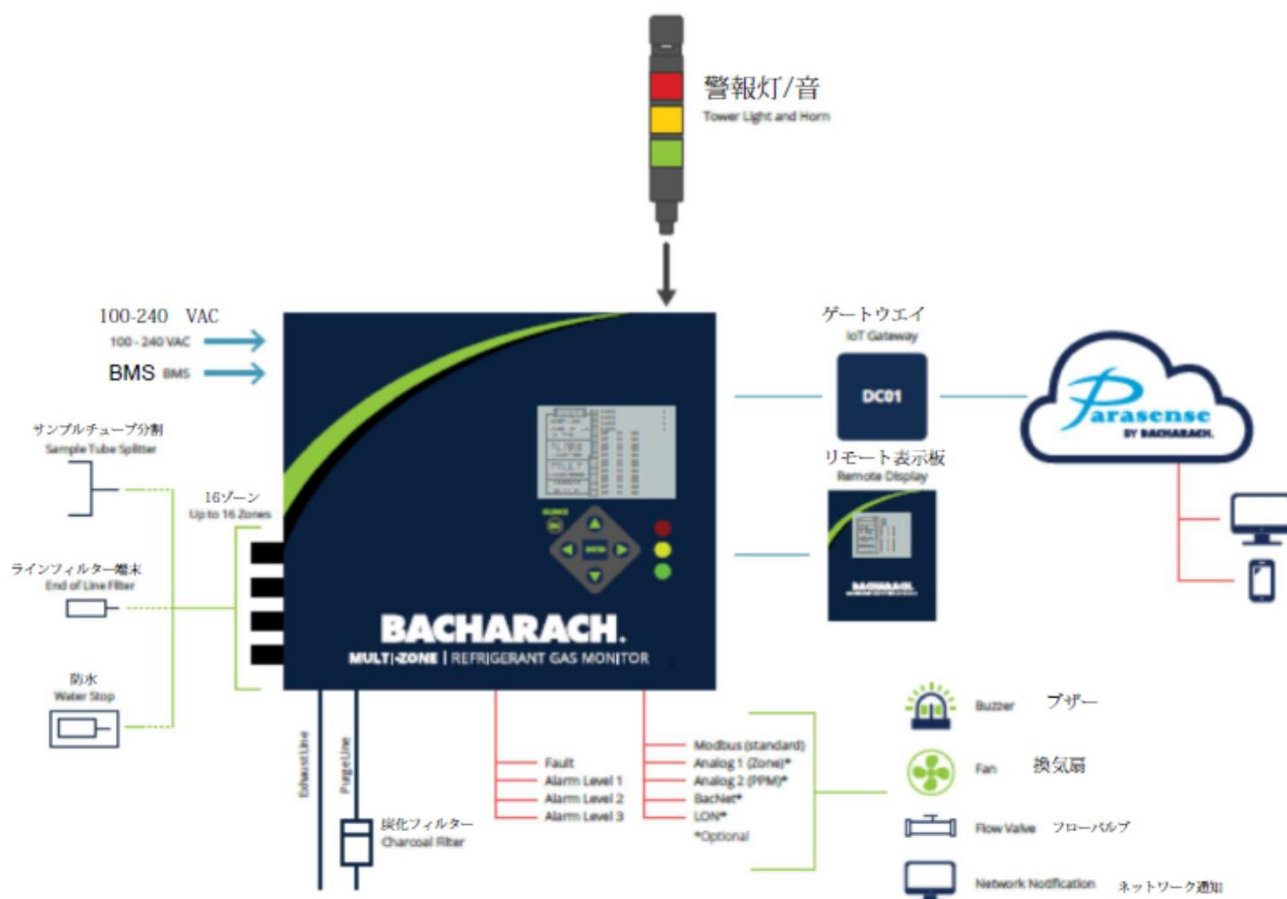 警報灯/音
Tower Light and Horn
100-240 VAC
100 - 240 VAC
BMS BMS
サンプルチューブ分割
Sample Tube Splitter
16ゾーン
Up to 16 Zones
ラインフィルター端末
End of Line Filter
防水
Water Stop
ゲートウエイ
IoT Gateway
DC01
Parasense
BY BACHARACH.
リモート表示板
Remote Display
BACHARACH.
ENTER
BACHARACH.
MULTI-ZONE | REFRIGERANT GAS MONITOR
Exhaust Line
Purge Line
炭化フィルター
Charcoal Filter
Fault
Alarm Level 1
Alarm Level 2
Alarm Level 3
Modbus (standard)
Analog 1 (Zone)*
Analog 2 (PPM)*
BacNet*
LON*
*Optional
Buzzer ブザー
Fan 換気扇
Flow Valve フローバルブ
Network Notification ネットワーク通知